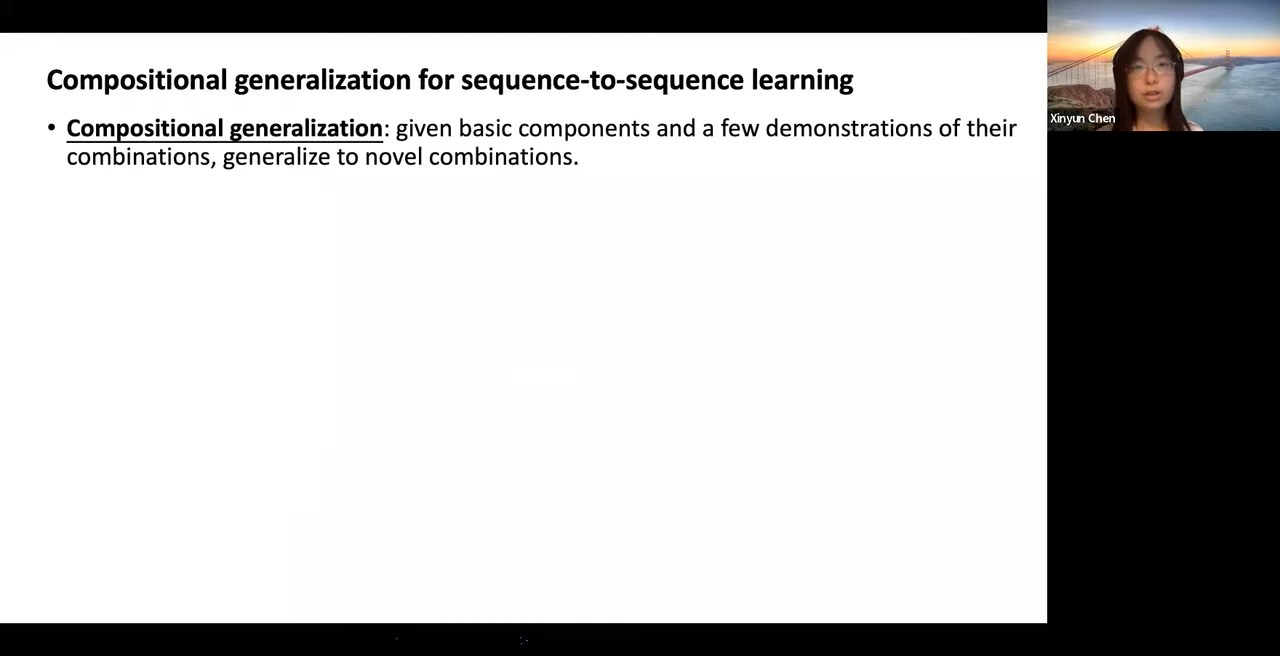 Compositional generalization for sequence-to-sequence learning
• Compositional generalization: given basic components and a few demonstrations of their
combinations, generalize to novel combinations.
Xinyun Chen